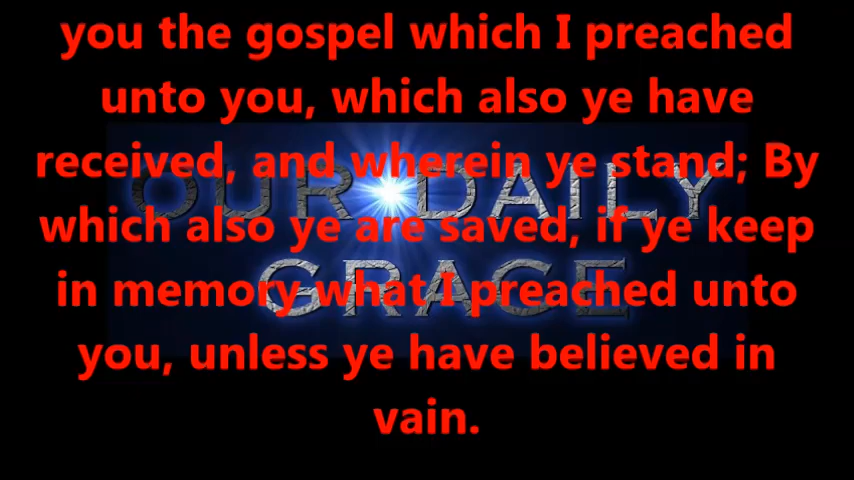 you the gospel which I preached
unto you, which also ye have
received, and wherein ye stand; By
OUR DAILY
which also ye are saved, if ye keep
GRACE
in memory what I preached unto
you, unless ye have believed in
vain.